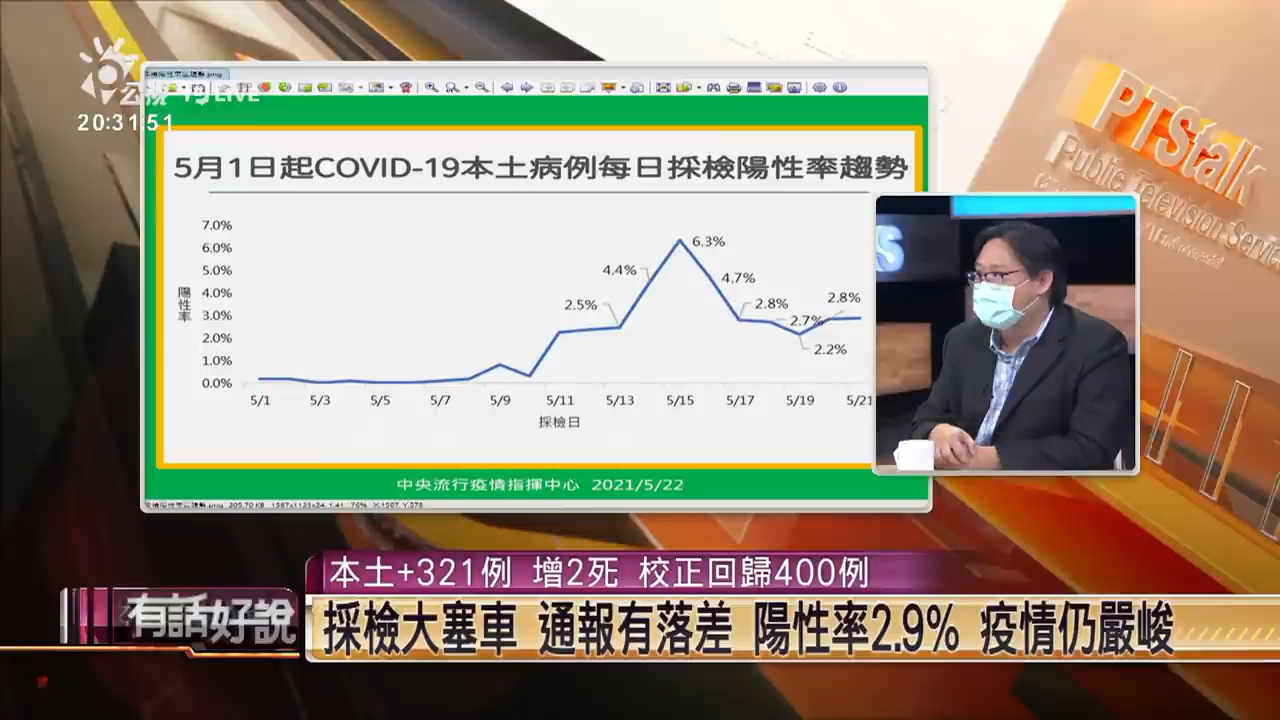 公視
LIVE
20:31:51
5月1日起COVID-19本土病例每日採檢陽性率趨勢
7.0%
6.0%
5.0%
4.0%
3.0%
2.0%
1.0%
0.0%
陽性率
2.5%
4.4%
6.3%
4.7%
2.8%
2.7%
2.2%
2.8%
5/1
5/3
5/5
5/7
5/9
5/11
5/13
5/15
5/17
5/19
5/21
採檢日
中央流行疫情指揮中心 2021/5/22
PTStalk
Public Television Service
S
本土+321例 增2死 校正回歸400例
有話好說
採檢大塞車 通報有落差 陽性率2.9% 疫情仍嚴峻